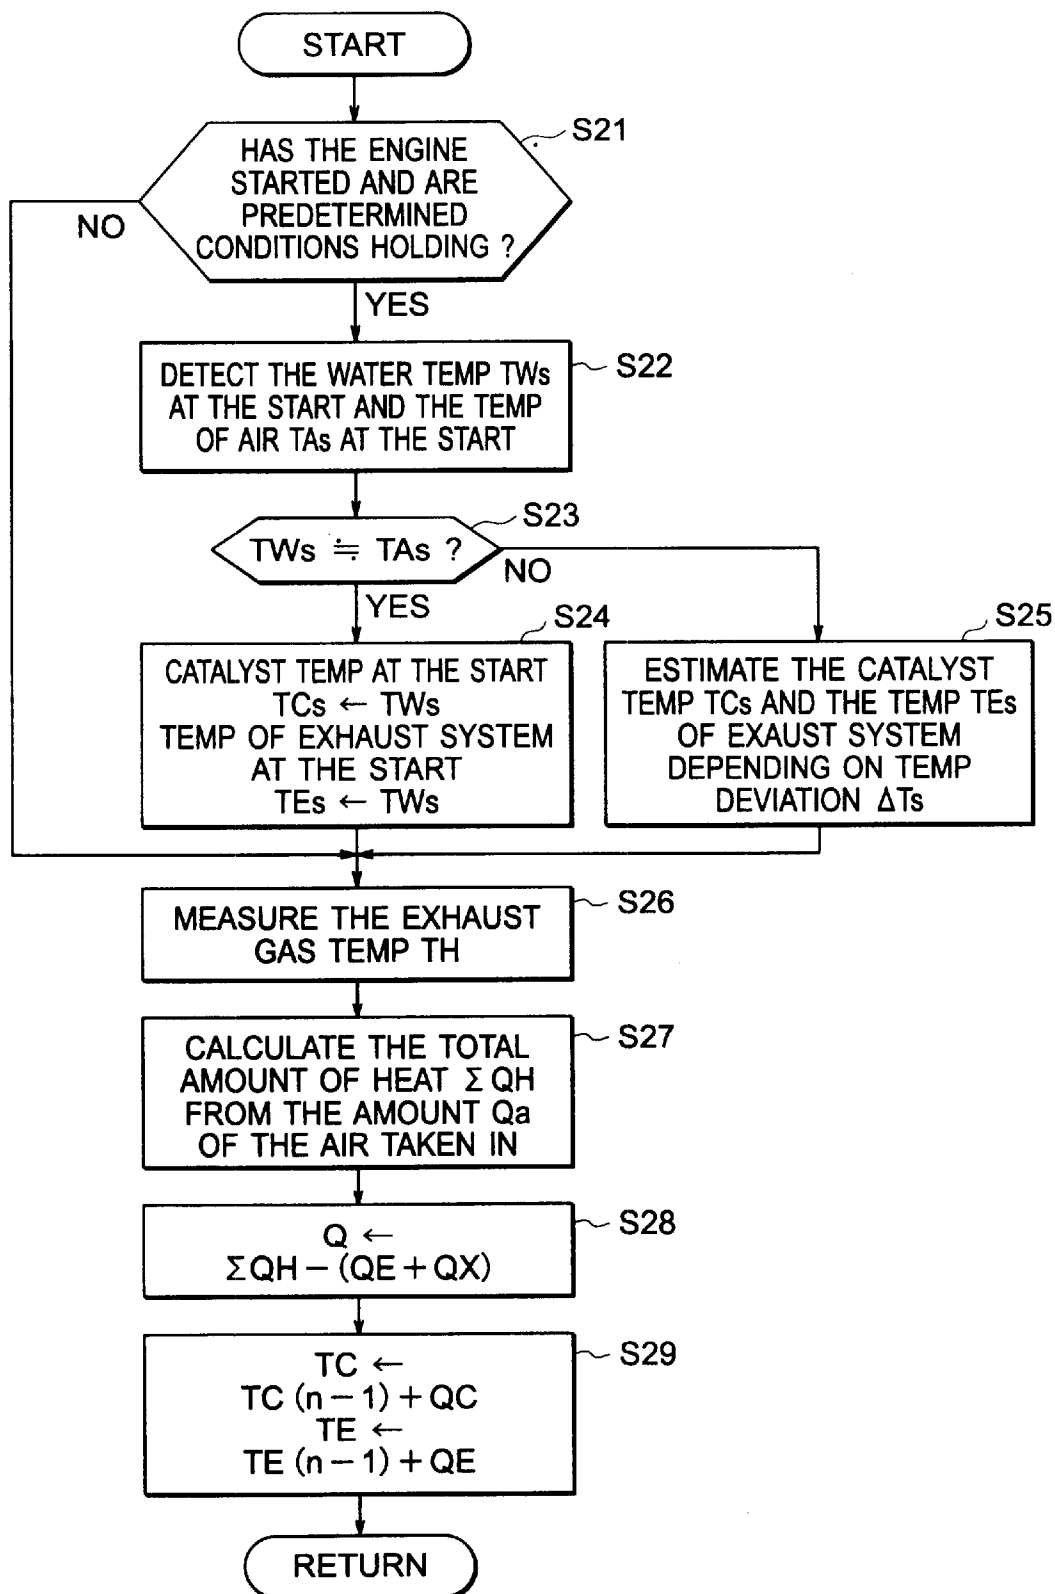 START
HAS THE ENGINE
STARTED AND ARE
PREDETERMINED
CONDITIONS HOLDING ?
S21
NO
YES
DETECT THE WATER TEMP TWs
AT THE START AND THE TEMP
OF AIR TAs AT THE START
S22
TWs ≒ TAs ?
S23
NO
YES
CATALYST TEMP AT THE START
TCs ← TWs
TEMP OF EXHAUST SYSTEM
AT THE START
TEs ← TWs
S24
ESTIMATE THE CATALYST
TEMP TCs AND THE TEMP TEs
OF EXAUST SYSTEM
DEPENDING ON TEMP
DEVIATION ΔTs
S25
MEASURE THE EXHAUST
GAS TEMP TH
S26
CALCULATE THE TOTAL
AMOUNT OF HEAT Σ QH
FROM THE AMOUNT Qa
OF THE AIR TAKEN IN
S27
Q ←
ΣQH − (QE + QX)
S28
TC ←
TC (n − 1) + QC
TE ←
TE (n − 1) + QE
S29
RETURN